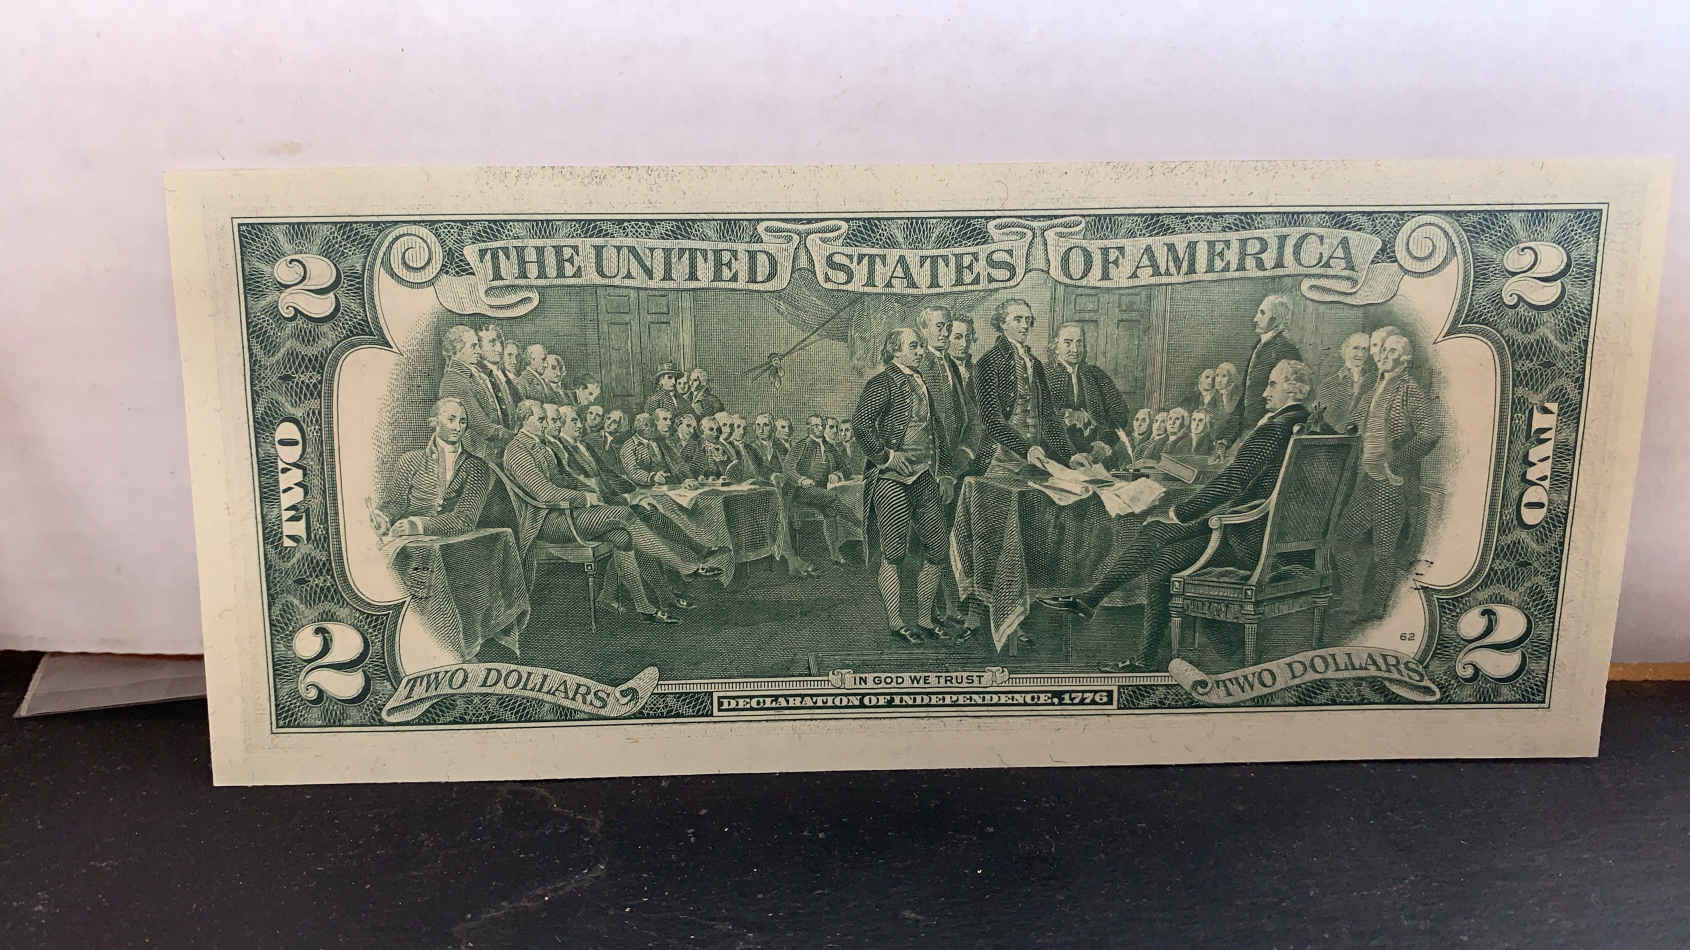 THE UNITED STATES OF AMERICA
2
2
TWO
TWO
2
2
62
TWO DOLLARS
IN GOD WE TRUST
TWO DOLLARS
DECLARATION OF INDEPENDENCE, 1776